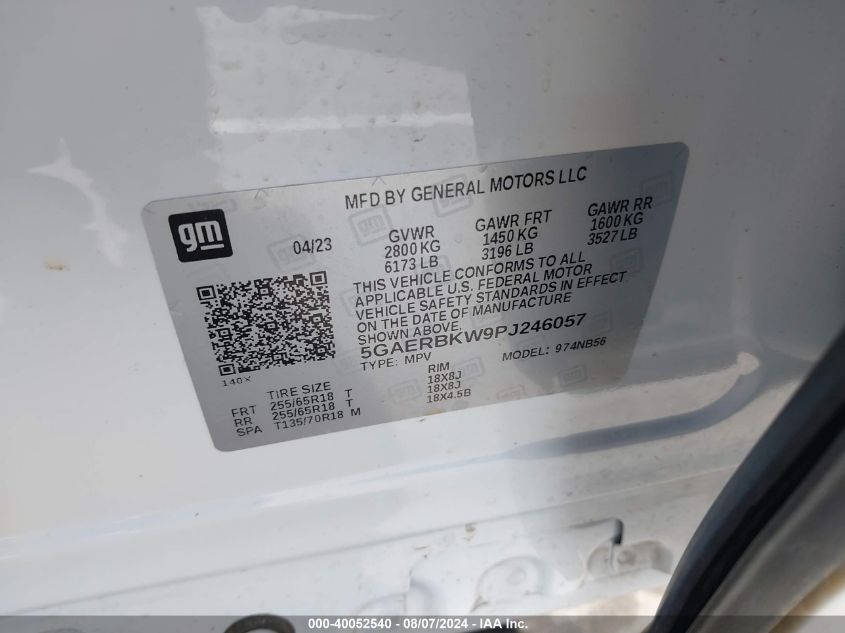 MFD BY GENERAL MOTORS LLC
gm
04/23
GVWR GAWR FRT GAWR RR
2800 KG 1450 KG 1600 KG
6173 LB 3196 LB 3527 LB
THIS VEHICLE CONFORMS TO ALL
APPLICABLE U.S. FEDERAL MOTOR
VEHICLE SAFETY STANDARDS IN EFFECT
ON THE DATE OF MANUFACTURE
SHOWN ABOVE.
5GAERBKW9PJ246057
TYPE: MPV MODEL: 974NB56
140X
TIRE SIZE RIM
FRT 255/65R18 T 18X8J
RR 255/65R18 T 18X8J
SPA T135/70R18 M 18X4.5B
000-40052540 - 08/07/2024 - IAA Inc.